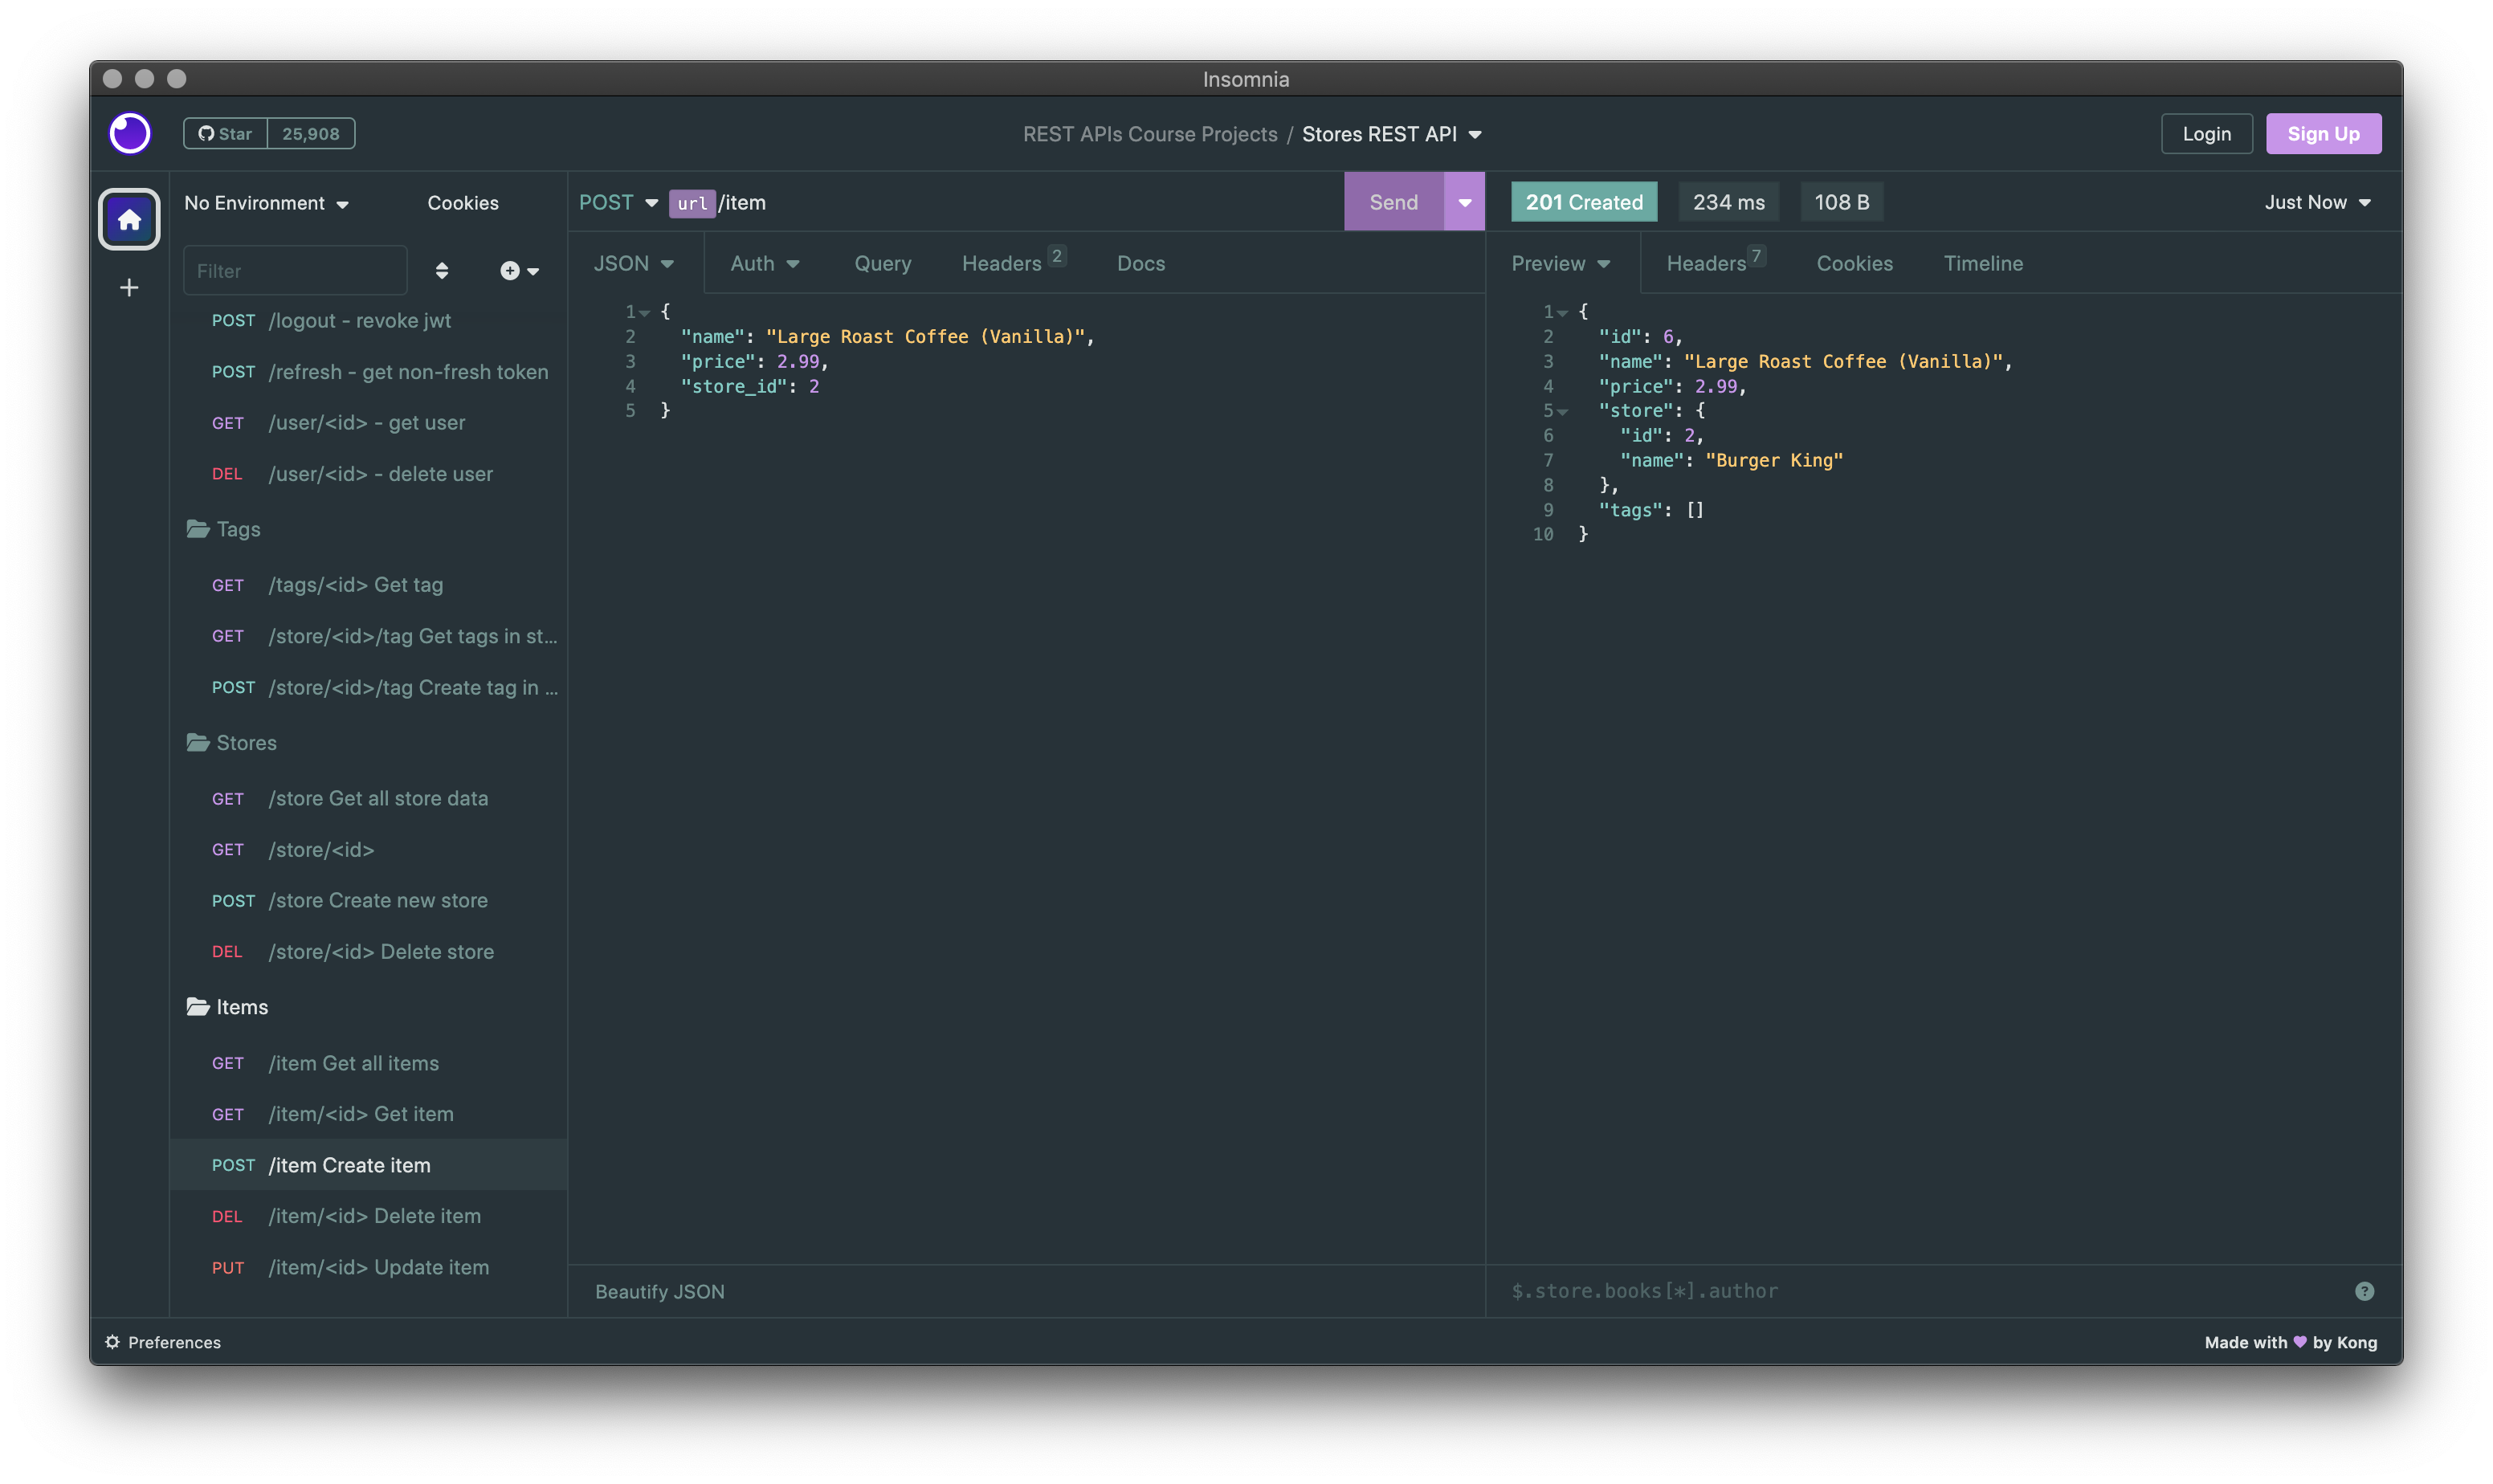 Insomnia
Star 25,908
REST APIs Course Projects / Stores REST API
Login
Sign Up
No Environment
Cookies
Filter
POST /logout - revoke jwt
POST /refresh - get non-fresh token
GET /user/<id> - get user
DEL /user/<id> - delete user
Tags
GET /tags/<id> Get tag
GET /store/<id>/tag Get tags in st...
POST /store/<id>/tag Create tag in ...
Stores
GET /store Get all store data
GET /store/<id>
POST /store Create new store
DEL /store/<id> Delete store
Items
GET /item Get all items
GET /item/<id> Get item
POST /item Create item
DEL /item/<id> Delete item
PUT /item/<id> Update item
POST url/item
Send
JSON Auth Query Headers 2 Docs
1 {
2 "name": "Large Roast Coffee (Vanilla)",
3 "price": 2.99,
4 "store_id": 2
5 }
Beautify JSON
201 Created 234 ms 108 B Just Now
Preview Headers 7 Cookies Timeline
1 {
2 "id": 6,
3 "name": "Large Roast Coffee (Vanilla)",
4 "price": 2.99,
5 "store": {
6 "id": 2,
7 "name": "Burger King"
8 },
9 "tags": []
10 }
$.store.books[*].author
?
Preferences
Made with ♥ by Kong